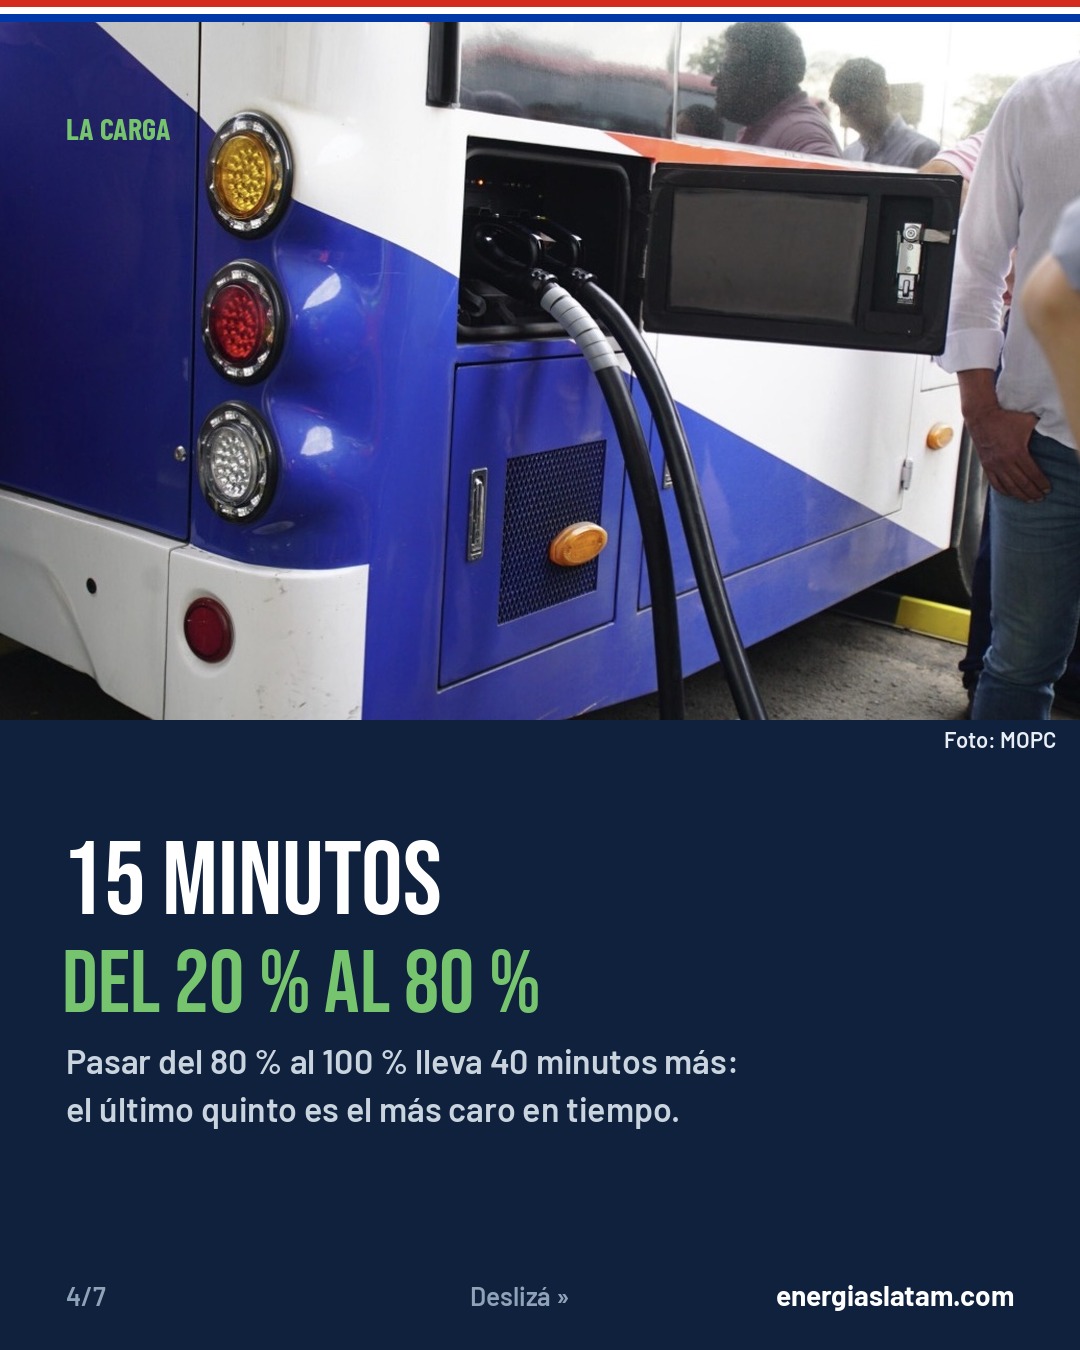 LA CARGA
Foto: MOPC
15 MINUTOS
DEL 20 % AL 80 %
Pasar del 80 % al 100 % lleva 40 minutos más:
el último quinto es el más caro en tiempo.
4/7
Deslizá »
energiaslatam.com